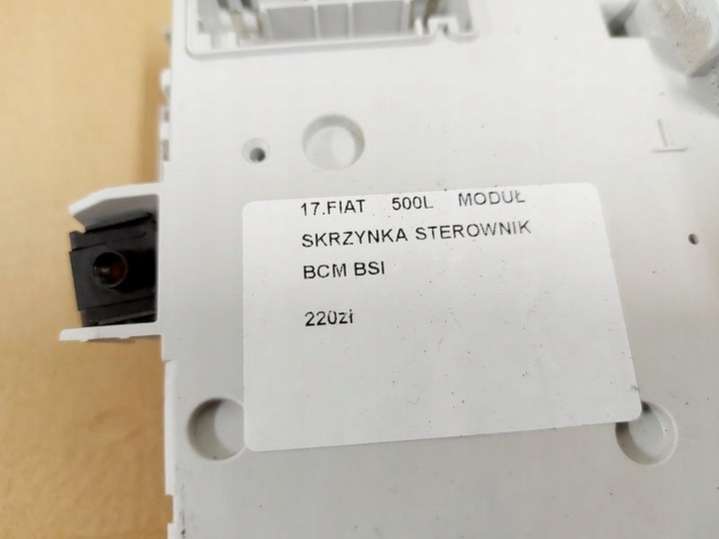 17.FIAT 500L MODUŁ
SKRZYNKA STEROWNIK
BCM BSI
220zł